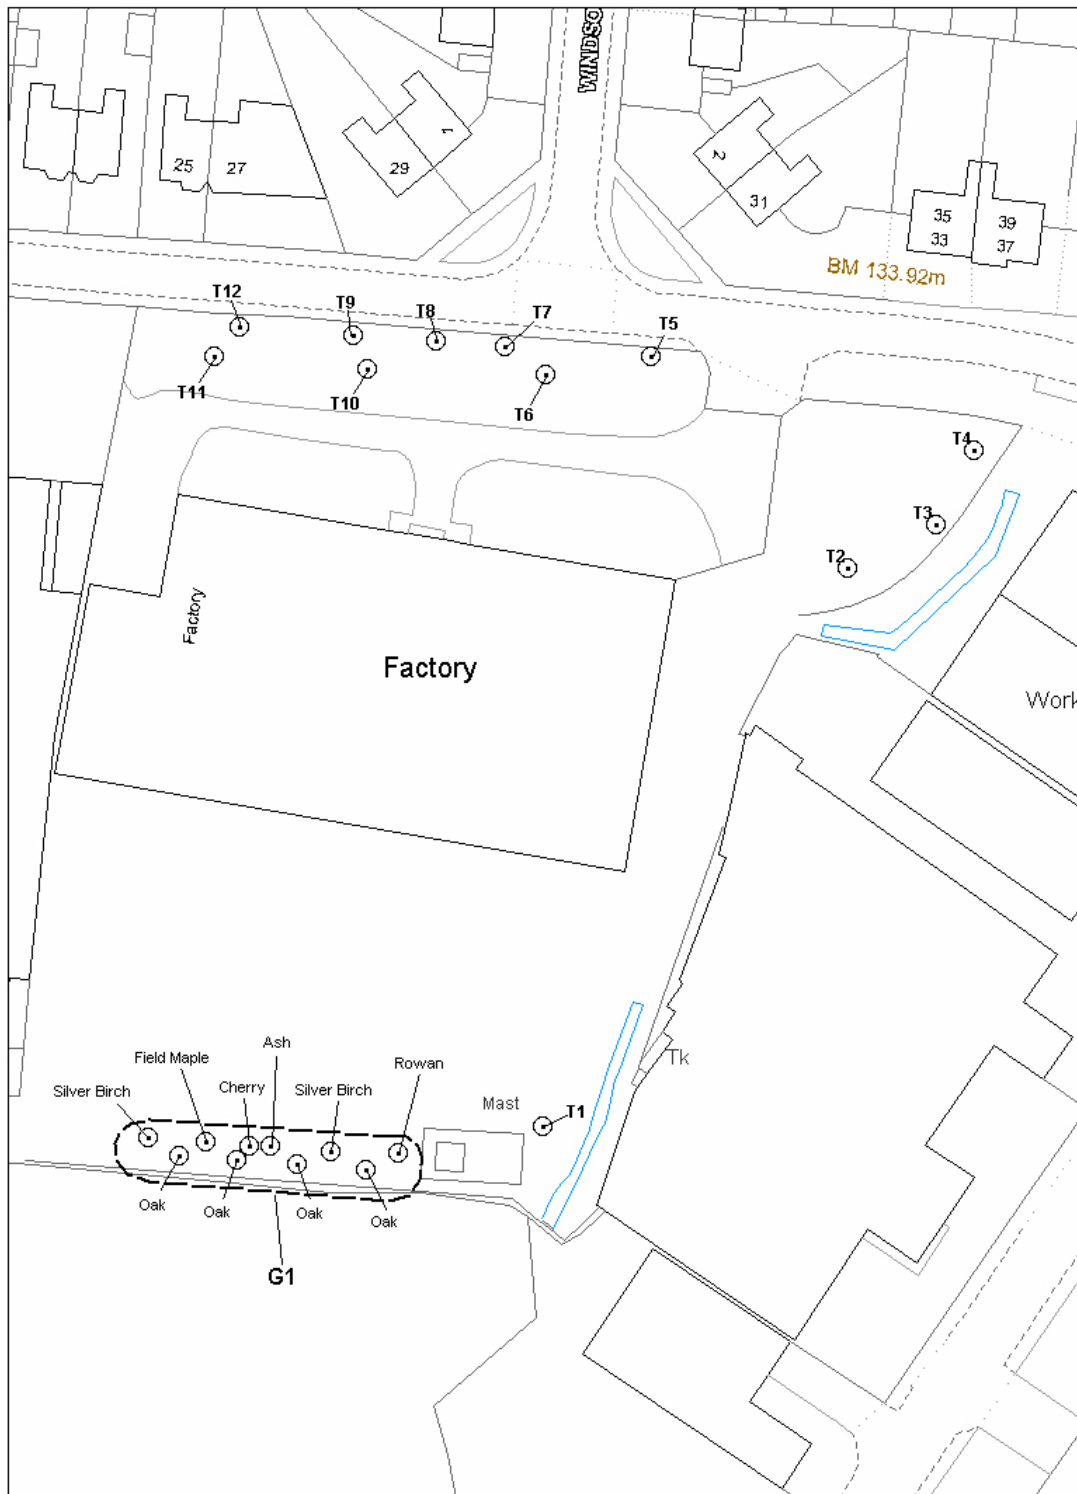 WINDSO
1
25
27
29
2
31
35
39
33
37
BM 133.92m
T12
T9
T8
T7
T5
T11
T10
T6
T4
T3
T2
Factory
Factory
Work
Ash
Field Maple
Rowan
Cherry
Silver Birch
Silver Birch
Tk
Mast
T1
Oak
Oak
Oak
Oak
G1